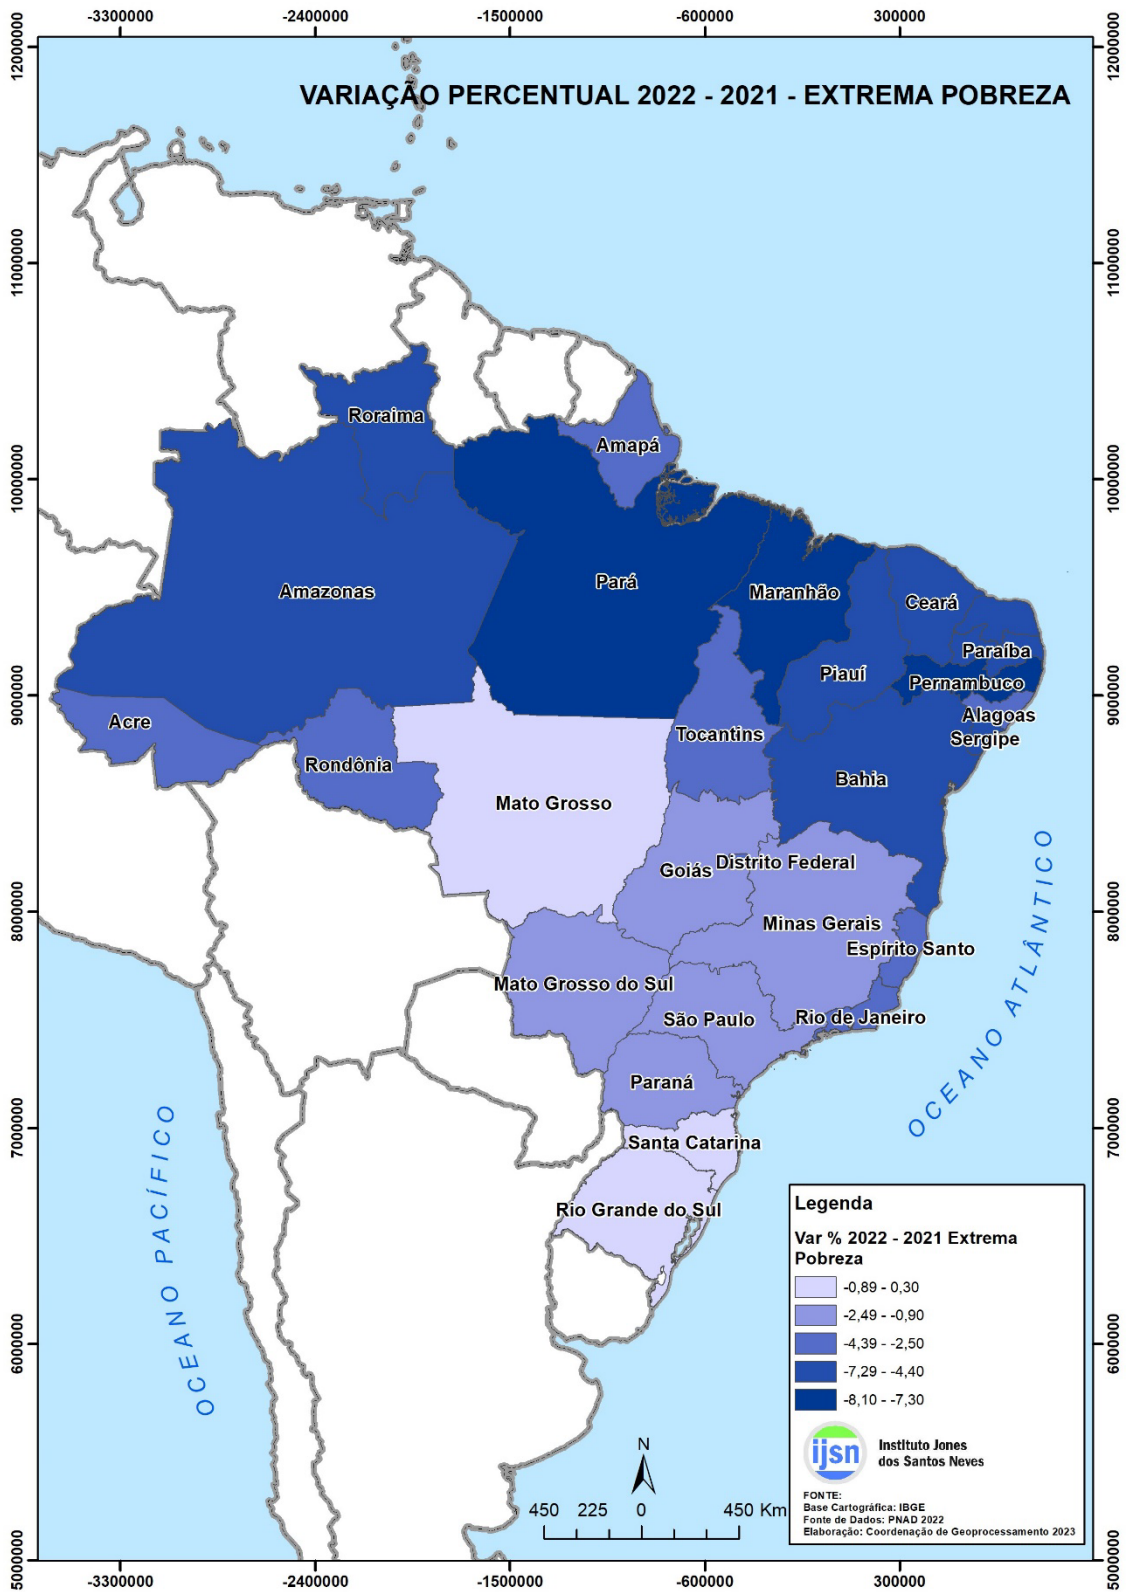 -3300000 -2400000 -1500000 -600000 300000
VARIAÇÃO PERCENTUAL 2022 - 2021 - EXTREMA POBREZA
12000000 12000000
11000000 11000000
10000000 10000000
9000000 9000000
8000000 8000000
7000000 7000000
6000000 6000000
5000000 5000000
Roraima
Amapá
Amazonas
Pará
Maranhão
Ceará
Paraíba
Piauí
Pernambuco
Alagoas
Sergipe
Acre
Tocantins
Rondônia
Bahia
Mato Grosso
Distrito Federal
Goiás
Minas Gerais
Espírito Santo
Mato Grosso do Sul
São Paulo
Rio de Janeiro
Paraná
Santa Catarina
Rio Grande do Sul
OCEANO ATLÂNTICO
OCEANO PACÍFICO
Legenda
Var % 2022 - 2021 Extrema
Pobreza
-0,89 - 0,30
-2,49 - -0,90
-4,39 - -2,50
-7,29 - -4,40
-8,10 - -7,30
ijsn
Instituto Jones
dos Santos Neves
FONTE:
Base Cartográfica: IBGE
Fonte de Dados: PNAD 2022
Elaboração: Coordenação de Geoprocessamento 2023
N
450 225 0 450 Km
-3300000 -2400000 -1500000 -600000 300000